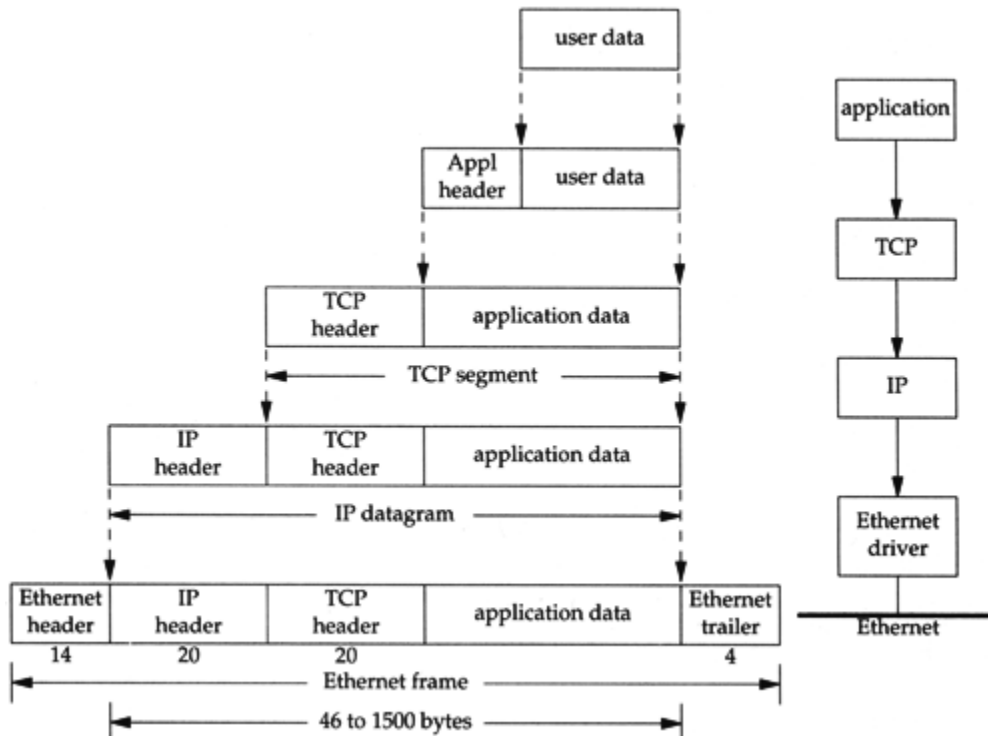 user data
application
Appl
header
user data
TCP
TCP
header
application data
TCP segment
IP
IP
header
TCP
header
application data
IP datagram
Ethernet
driver
Ethernet
header
IP
header
TCP
header
application data
Ethernet
trailer
Ethernet
14
20
20
4
Ethernet frame
46 to 1500 bytes